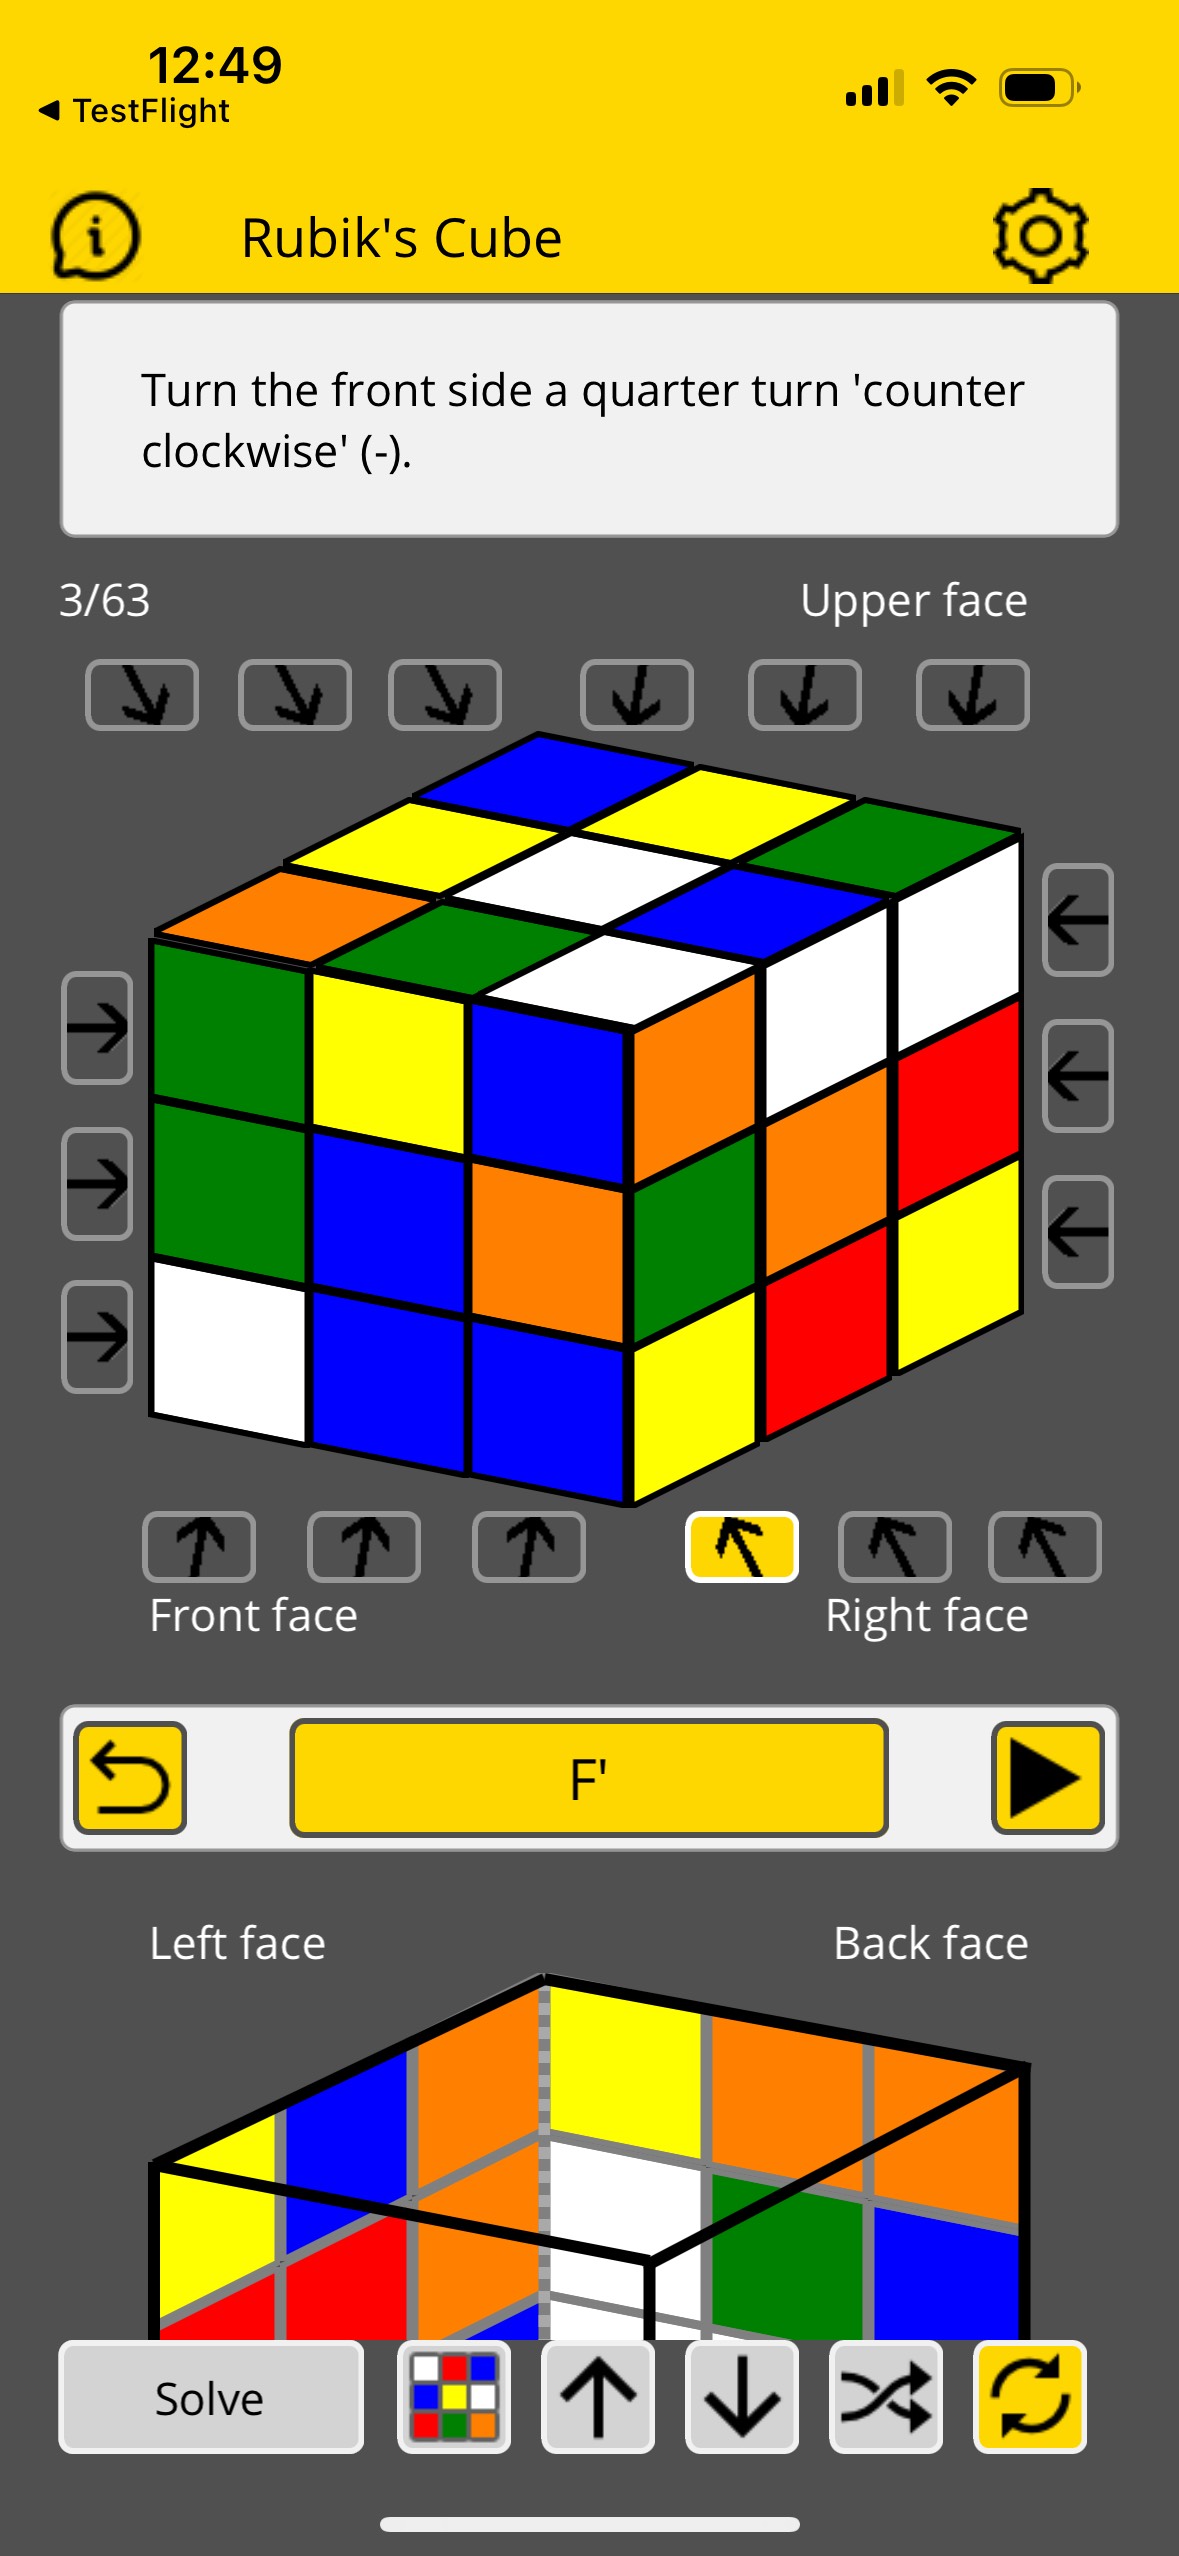 12:49
TestFlight
Rubik's Cube
Turn the front side a quarter turn 'counter
clockwise' (-).
3/63
Upper face
Front face
Right face
F'
Left face
Back face
Solve